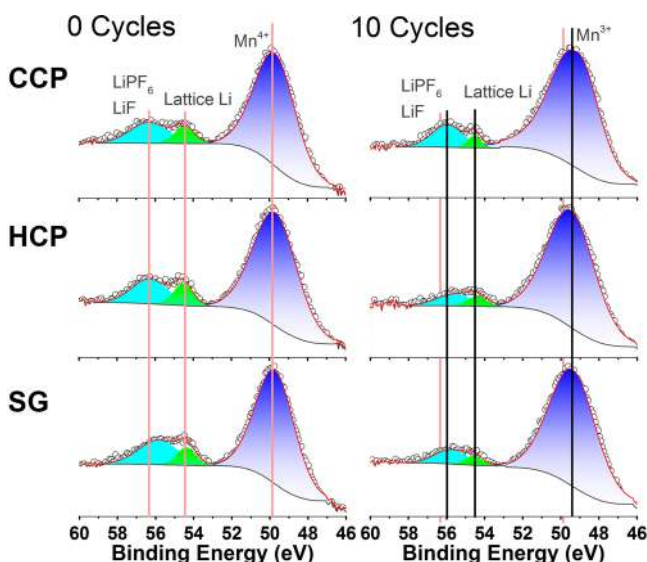 0 Cycles 10 Cycles
CCP
HCP
SG
LiPF₆
LiF
Lattice Li
Mn⁴⁺
LiPF₆
LiF
Lattice Li
Mn³⁺
60 58 56 54 52 50 48 46
Binding Energy (eV)
60 58 56 54 52 50 48 46
Binding Energy (eV)